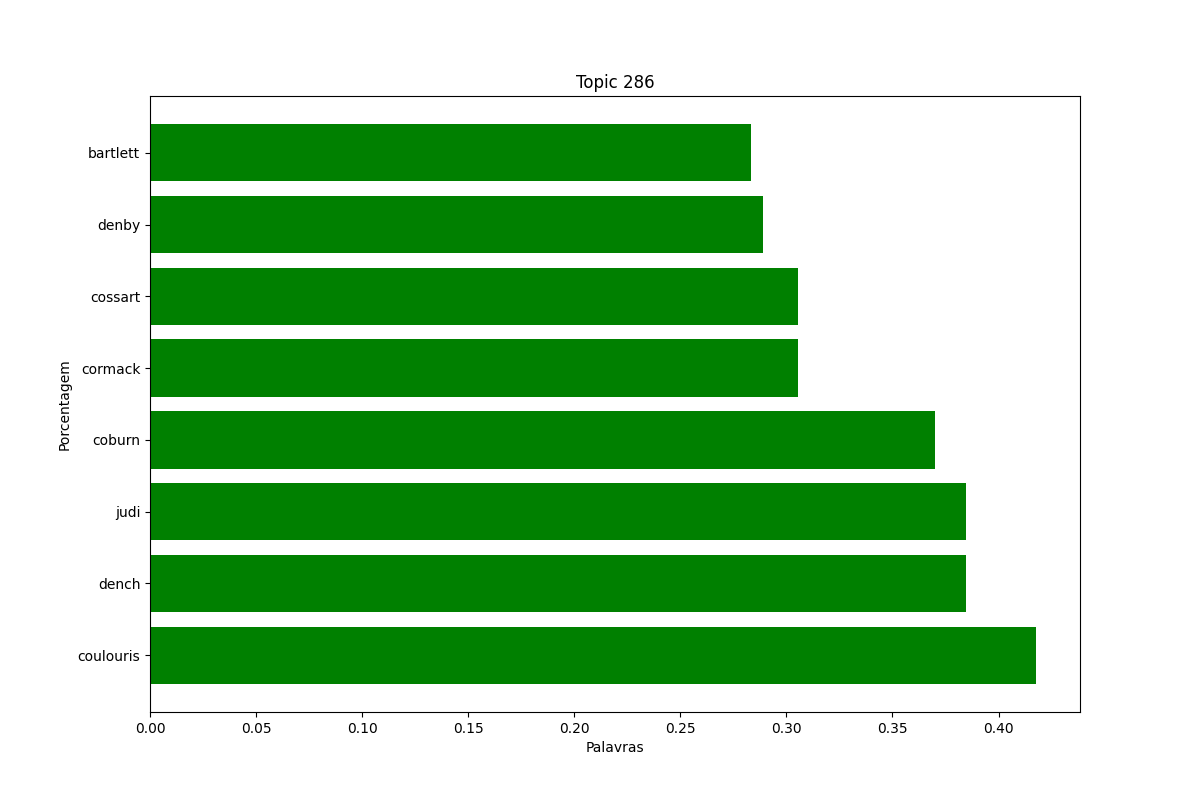 Topic 286
bartlett
denby
cossart
cormack
coburn
judi
dench
coulouris
Porcentagem
0.00 0.05 0.10 0.15 0.20 0.25 0.30 0.35 0.40
Palavras